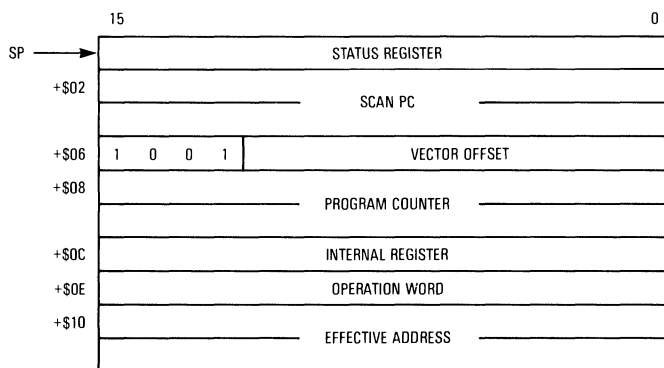 15 0
SP STATUS REGISTER
+$02 SCAN PC
+$06 1 0 0 1 VECTOR OFFSET
+$08 PROGRAM COUNTER
+$0C INTERNAL REGISTER
+$0E OPERATION WORD
+$10 EFFECTIVE ADDRESS